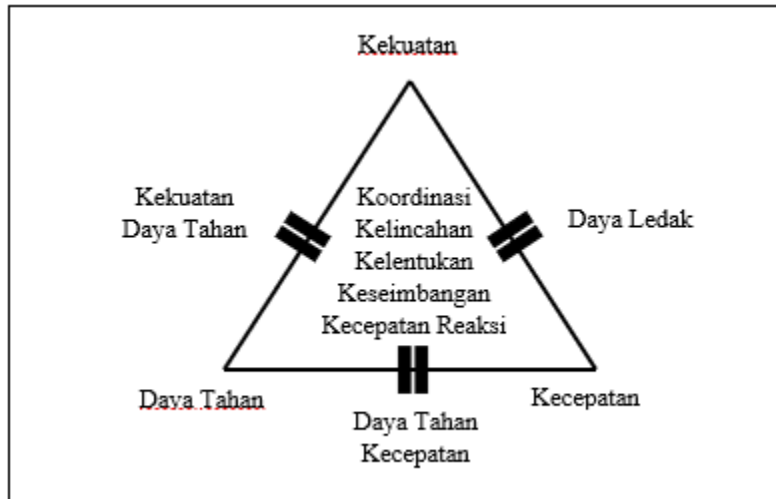 Kekuatan
Kekuatan
Daya Tahan
Koordinasi
Kelincahan
Kelentukan
Keseimbangan
Kecepatan Reaksi
Daya Ledak
Daya Tahan
Kecepatan
Daya Tahan
Kecepatan